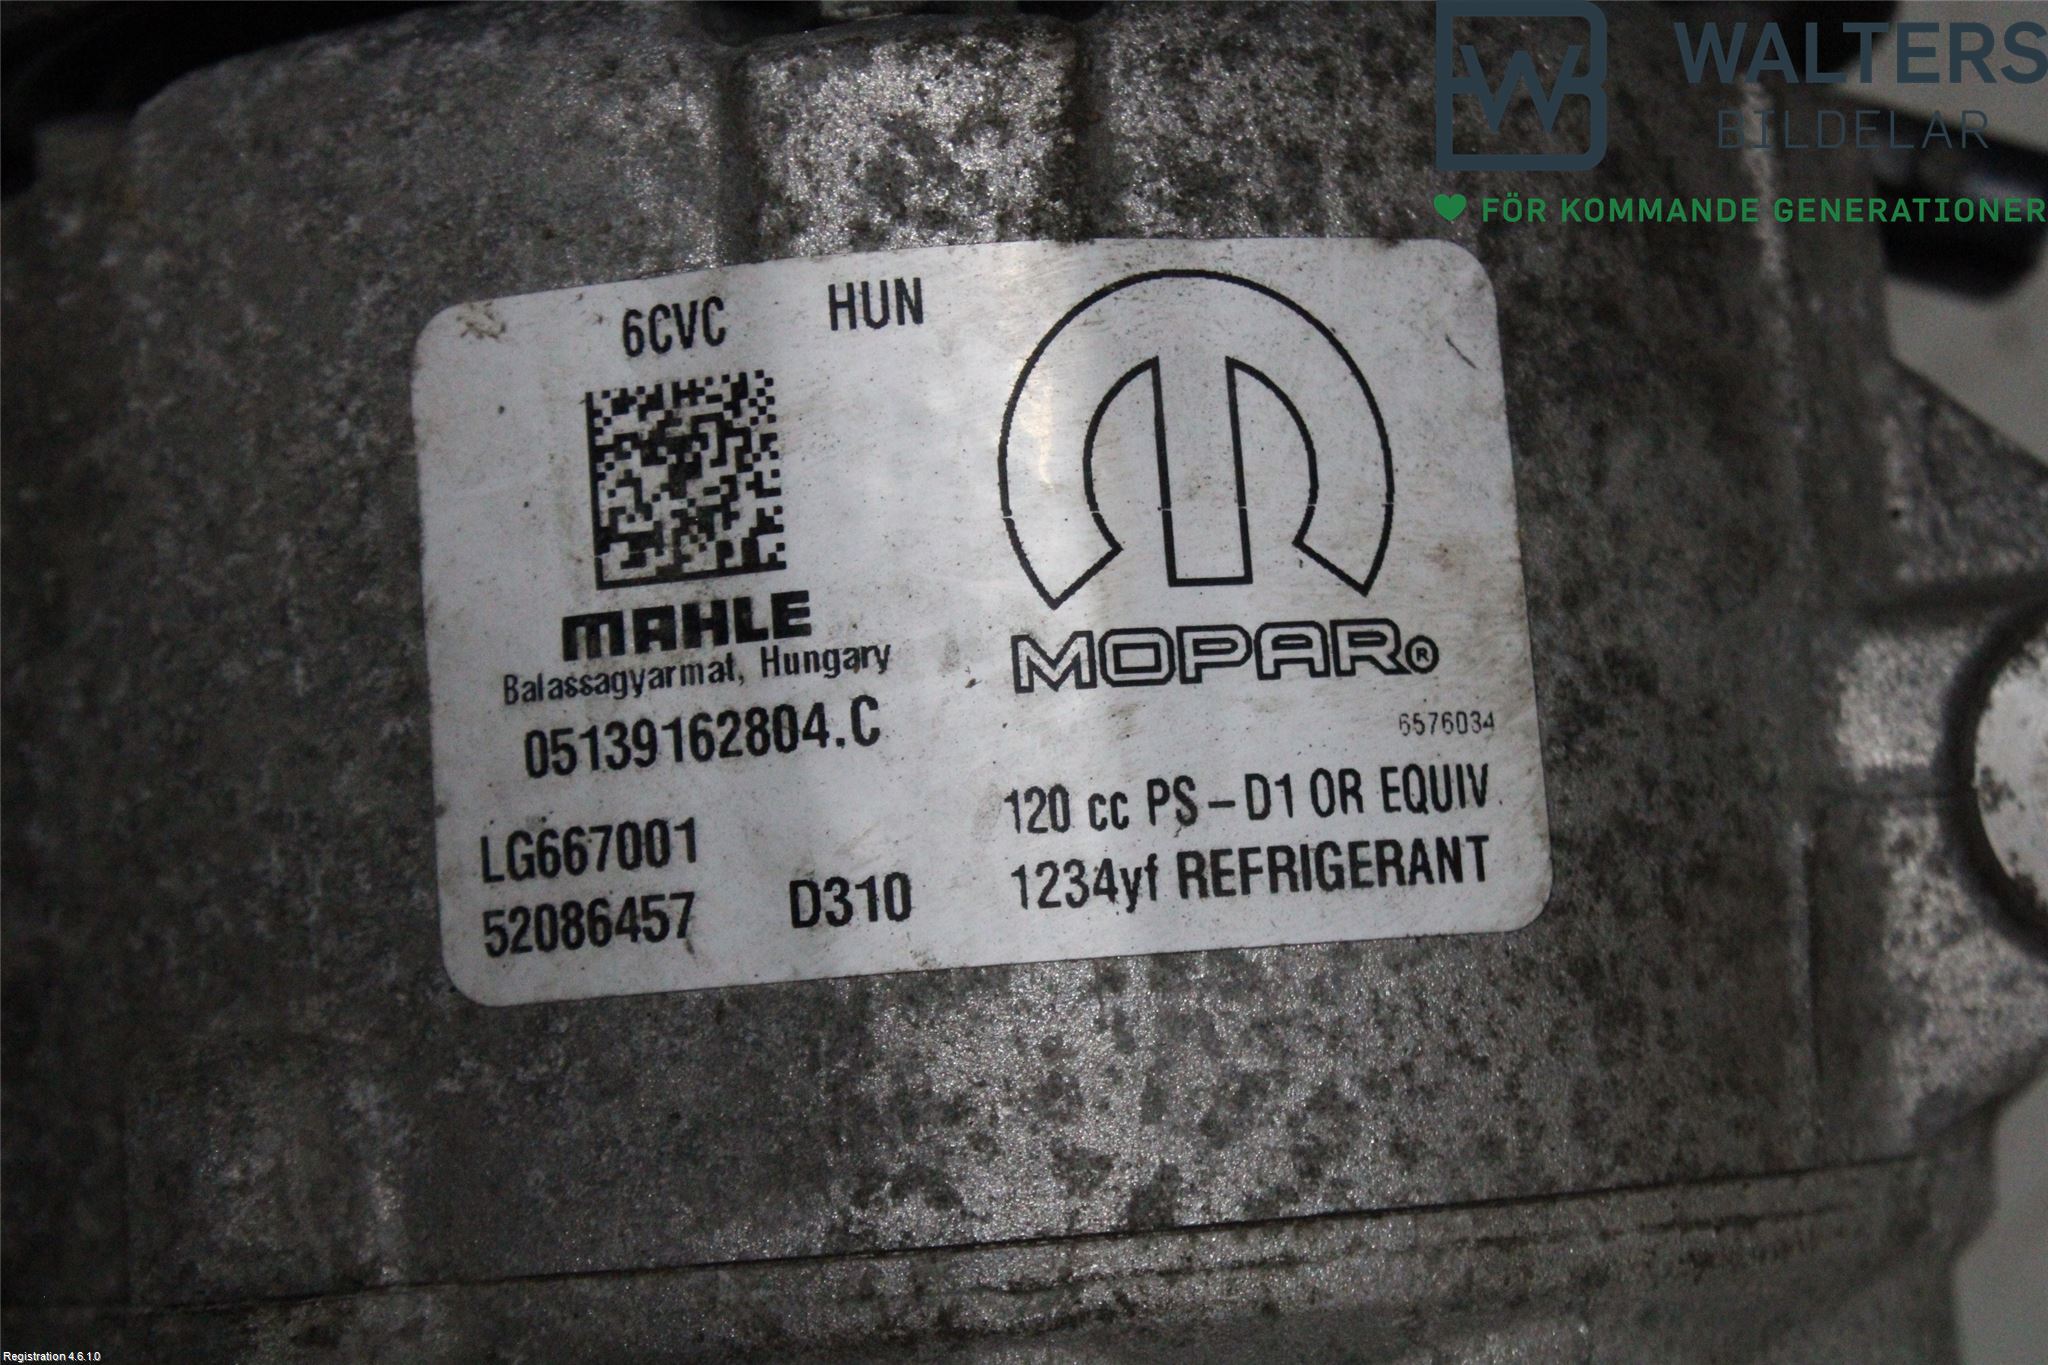 WALTERS
BILDELAR
FÖR KOMMANDE GENERATIONER
6CVC HUN
MAHLE
Balassagyarmat, Hungary
05139162804.C
MOPAR®
6576034
LG667001
120 cc PS-D1 OR EQUIV.
52086457 D310
1234yf REFRIGERANT
Registration 4.6.1.0